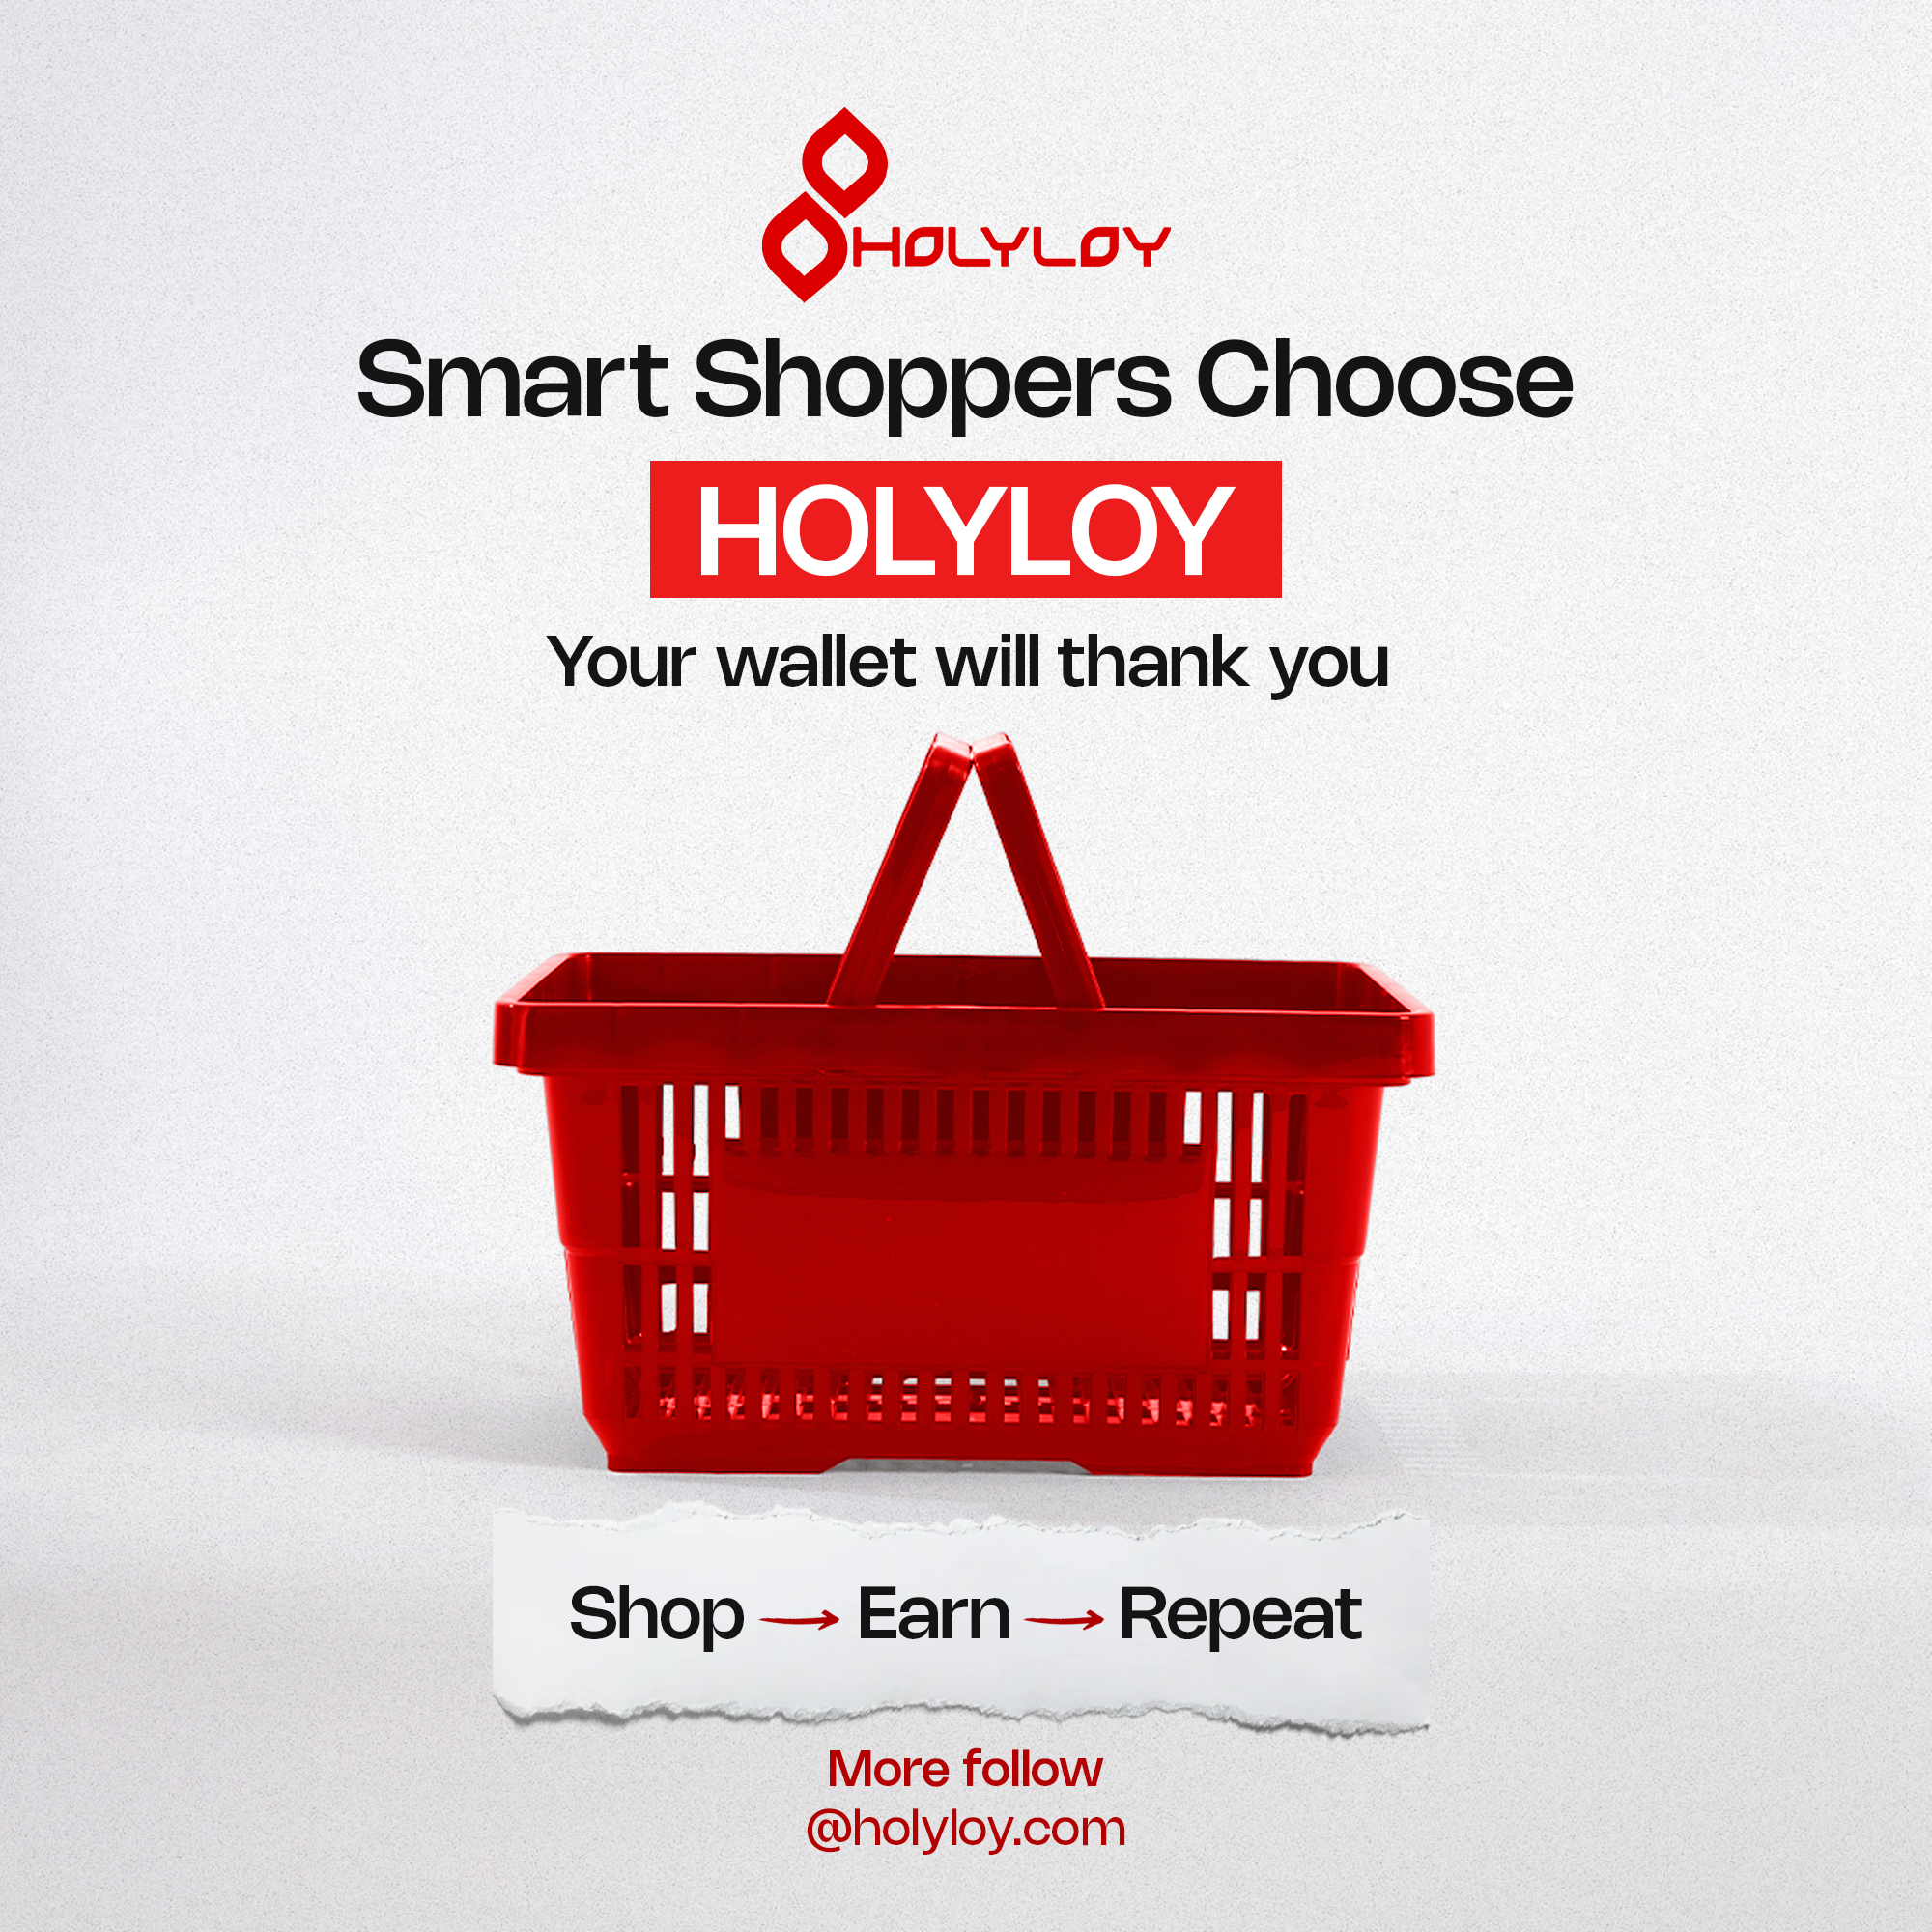 HOLYLOY
Smart Shoppers Choose
HOLYLOY
Your wallet will thank you
Shop → Earn → Repeat
More follow
@holyloy.com